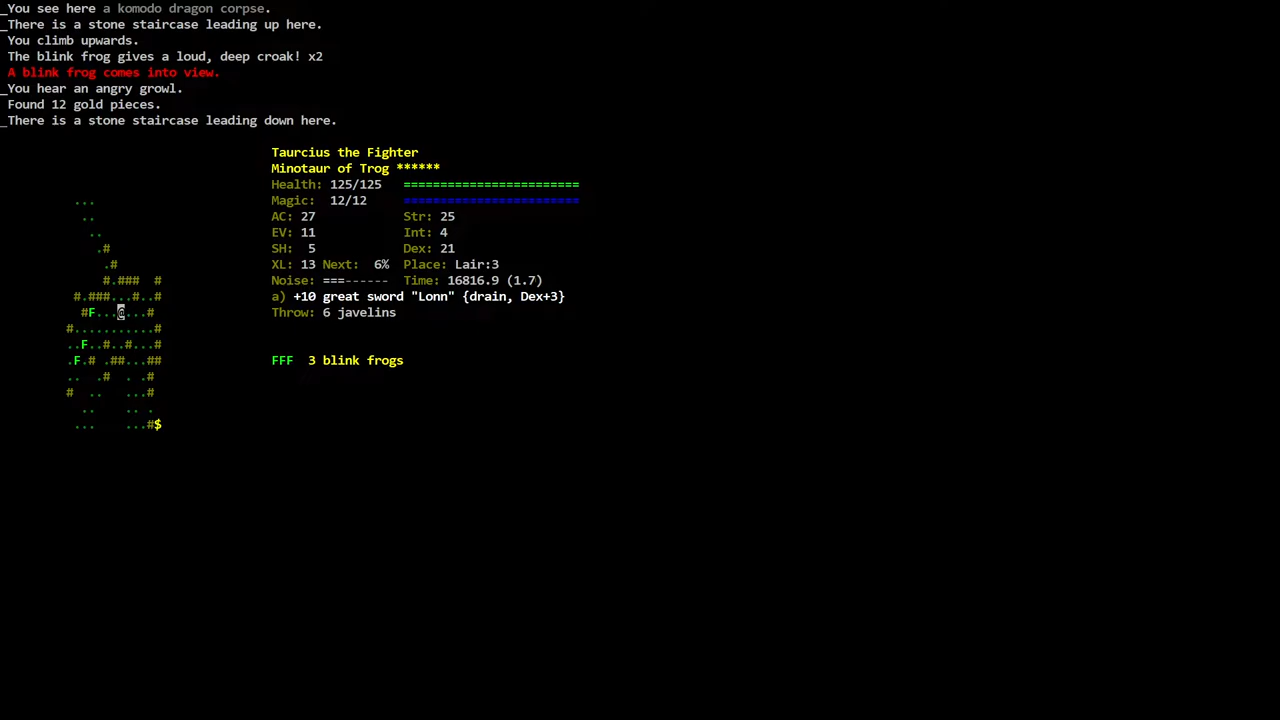 _You see here a komodo dragon corpse.
_There is a stone staircase leading up here.
You climb upwards.
The blink frog gives a loud, deep croak! x2
A blink frog comes into view.
_You hear an angry growl.
Found 12 gold pieces.
_There is a stone staircase leading down here.
Taurcius the Fighter
Minotaur of Trog ******
Health: 125/125 ========================
...
Magic: 12/12 ========================
..
AC: 27 Str: 25
.. EV: 11 Int: 4
.# SH: 5 Dex: 21
.# XL: 13 Next: 6% Place: Lair:3
#.### # Noise: ===------ Time: 16816.9 (1.7)
#.###...#..# a) +10 great sword "Lonn" {drain, Dex+3}
#F...@...# Throw: 6 javelins
#..........#
..F..#..#...#
.F.# .##...## FFF 3 blink frogs
.. .# . .#
# .. ...#
.. .. .
... ...#$